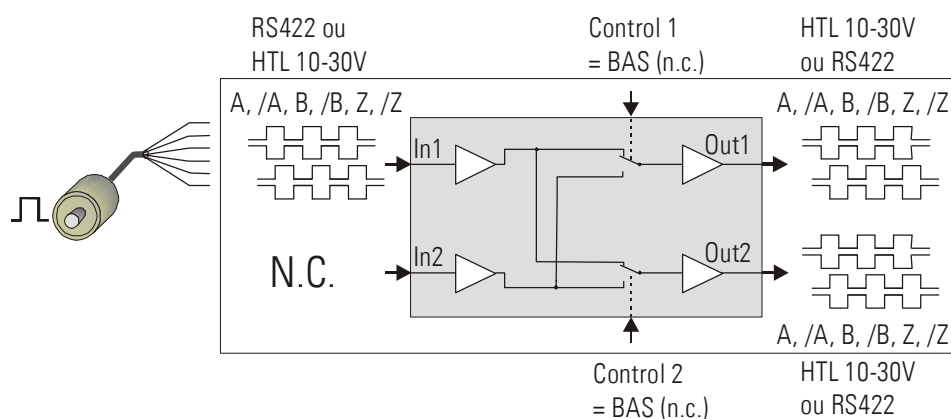 RS422 ou
HTL 10-30V
Control 1
= BAS (n.c.)
HTL 10-30V
ou RS422
A, /A, B, /B, Z, /Z
A, /A, B, /B, Z, /Z
In1
Out1
In2
Out2
N.C.
A, /A, B, /B, Z, /Z
Control 2
= BAS (n.c.)
HTL 10-30V
ou RS422